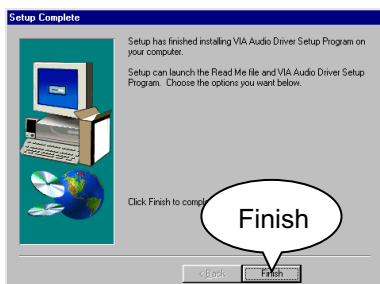 Setup Complete
Setup has finished installing VIA Audio Driver Setup Program on
your computer.
Setup can launch the Read Me file and VIA Audio Driver Setup
Program. Choose the options you want below.
Click Finish to
Finish
< Back
Finish